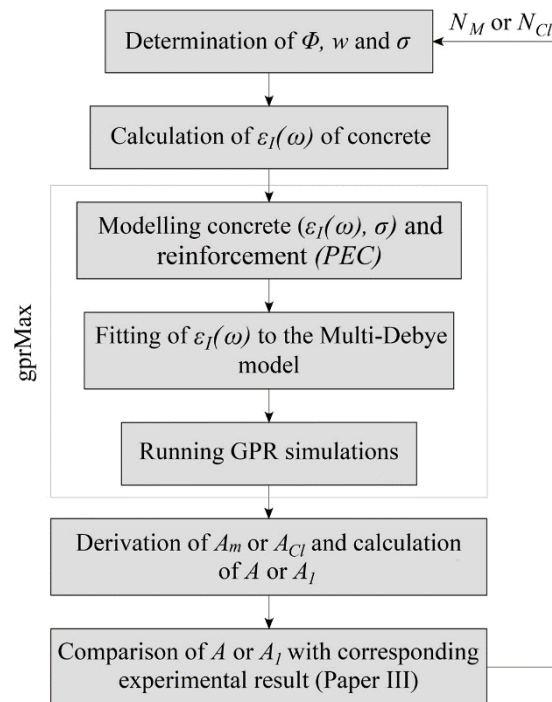 Determination of Φ, w and σ
N_M or N_Cl
Calculation of ε_I(ω) of concrete
Modelling concrete (ε_I(ω), σ) and
reinforcement (PEC)
Fitting of ε_I(ω) to the Multi-Debye
model
Running GPR simulations
gprMax
Derivation of A_m or A_Cl and calculation
of A or A_I
Comparison of A or A_I with corresponding
experimental result (Paper III)